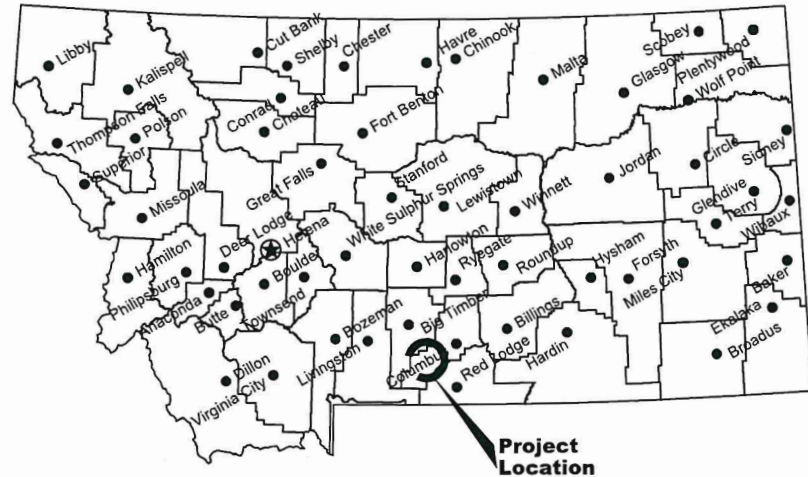 Libby
Kalispell
Cut Bank
Shelby
Chester
Havre
Chinook
Malta
Scobey
Glasgow
Plentywood
Wolf Point
Thompson Falls
Polson
Conrad
Choteau
Fort Benton
Superior
Missoula
Great Falls
Stanford
Lewistown
Winnett
Jordan
Circle
Sidney
Glendive
Terry
Wibaux
Hamilton
Philipsburg
Deer Lodge
Helena
White Sulphur Springs
Harlowton
Ryegate
Roundup
Hysham
Forsyth
Miles City
Baker
Anaconda
Butte
Boulder
Townsend
Bozeman
Livingston
Big Timber
Billings
Hardin
Ekalaka
Broadus
Dillon
Virginia City
Columbus
Red Lodge
Project
Location